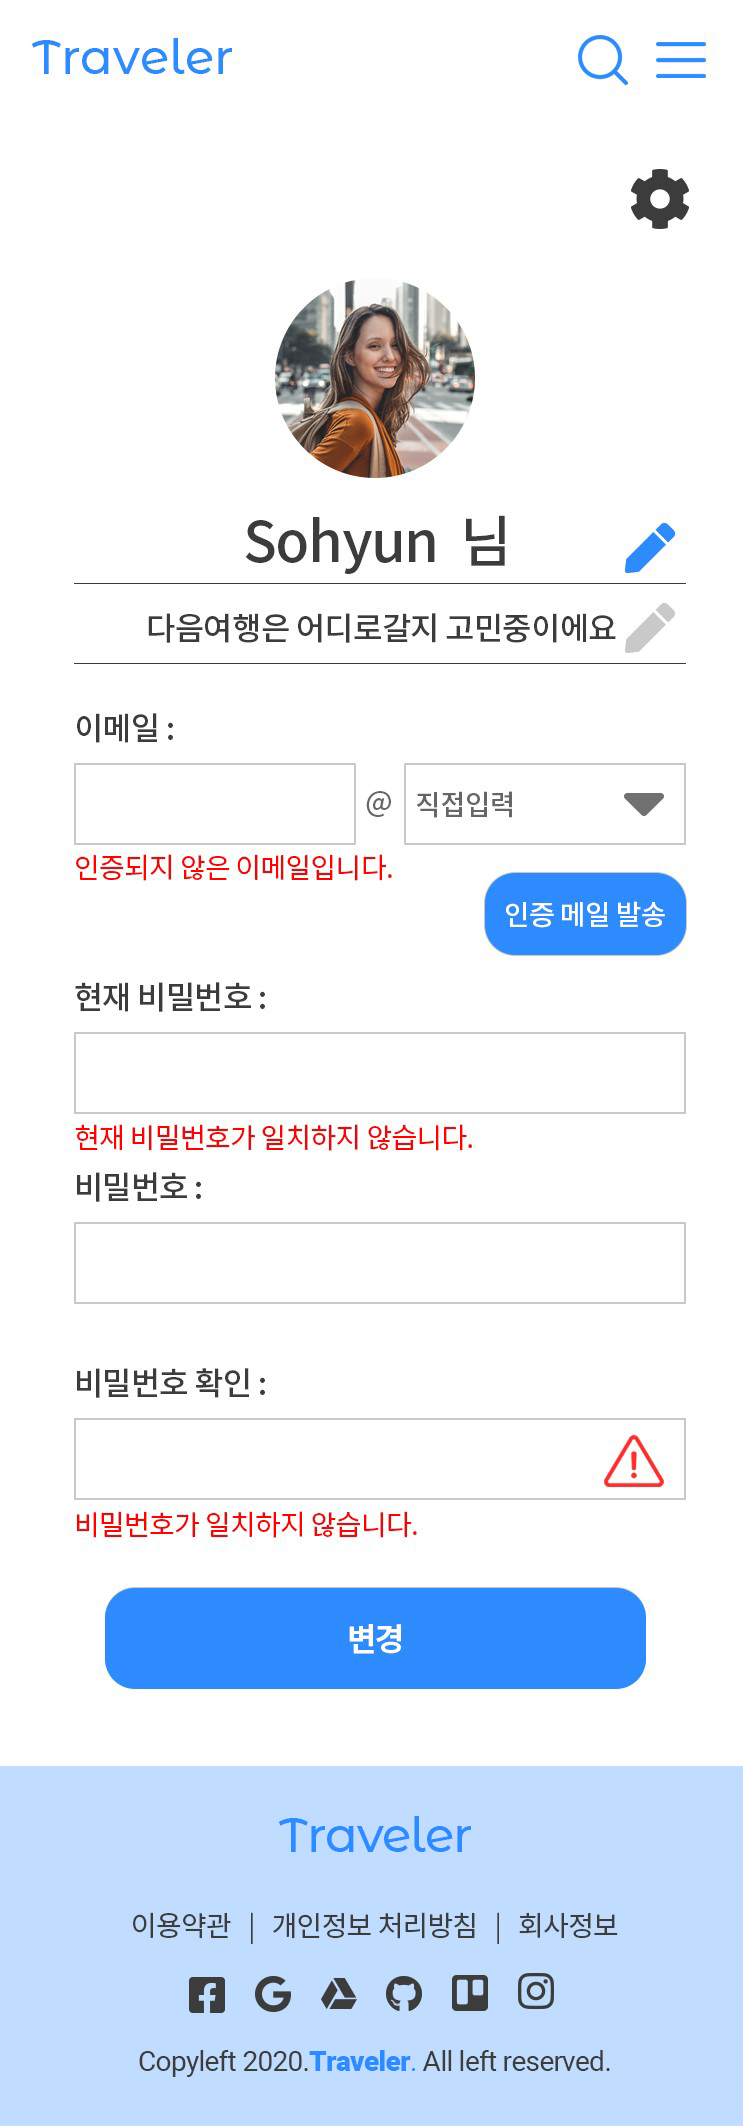 Traveler
Sohyun 님
다음여행은 어디로갈지 고민중이에요
이메일 :
@ 직접입력
인증되지 않은 이메일입니다.
인증 메일 발송
현재 비밀번호 :
현재 비밀번호가 일치하지 않습니다.
비밀번호 :
비밀번호 확인 :
비밀번호가 일치하지 않습니다.
변경
Traveler
이용약관 | 개인정보 처리방침 | 회사정보
Copyleft 2020.Traveler. All left reserved.